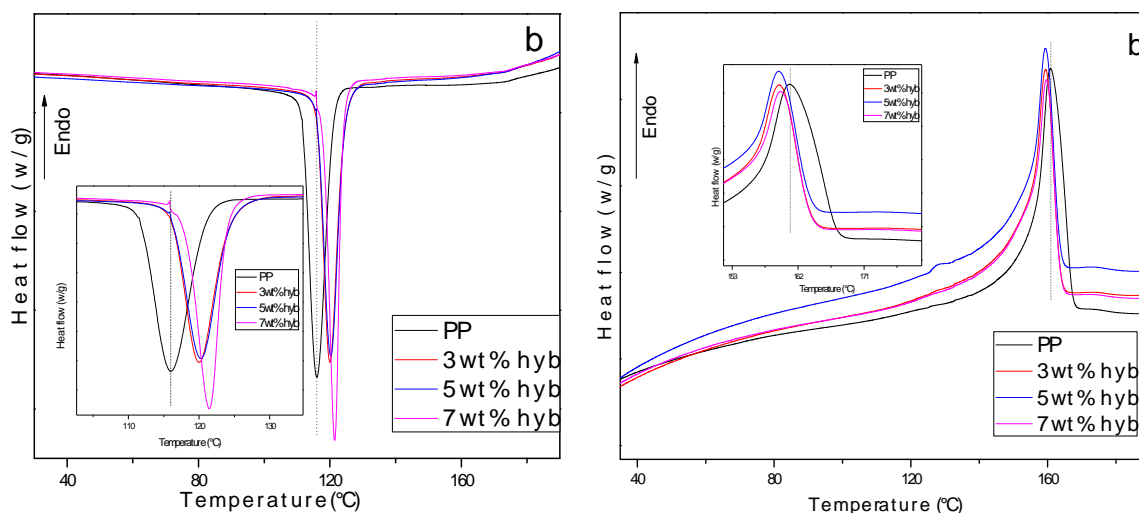 b
Heat flow (w/g)
Endo
Heat flow (w/g)
PP
3wt%hyb
5wt%hyb
7wt%hyb
110
120
130
Temperature (°C)
PP
3wt% hyb
5wt% hyb
7wt% hyb
40
80
120
160
Temperature (°C)
b
Heat flow (w/g)
Endo
Heat flow (w/g)
PP
3wt%hyb
5wt%hyb
7wt%hyb
153
162
171
Temperature (°C)
PP
3wt% hyb
5wt% hyb
7wt% hyb
40
80
120
160
Temperature (°C)